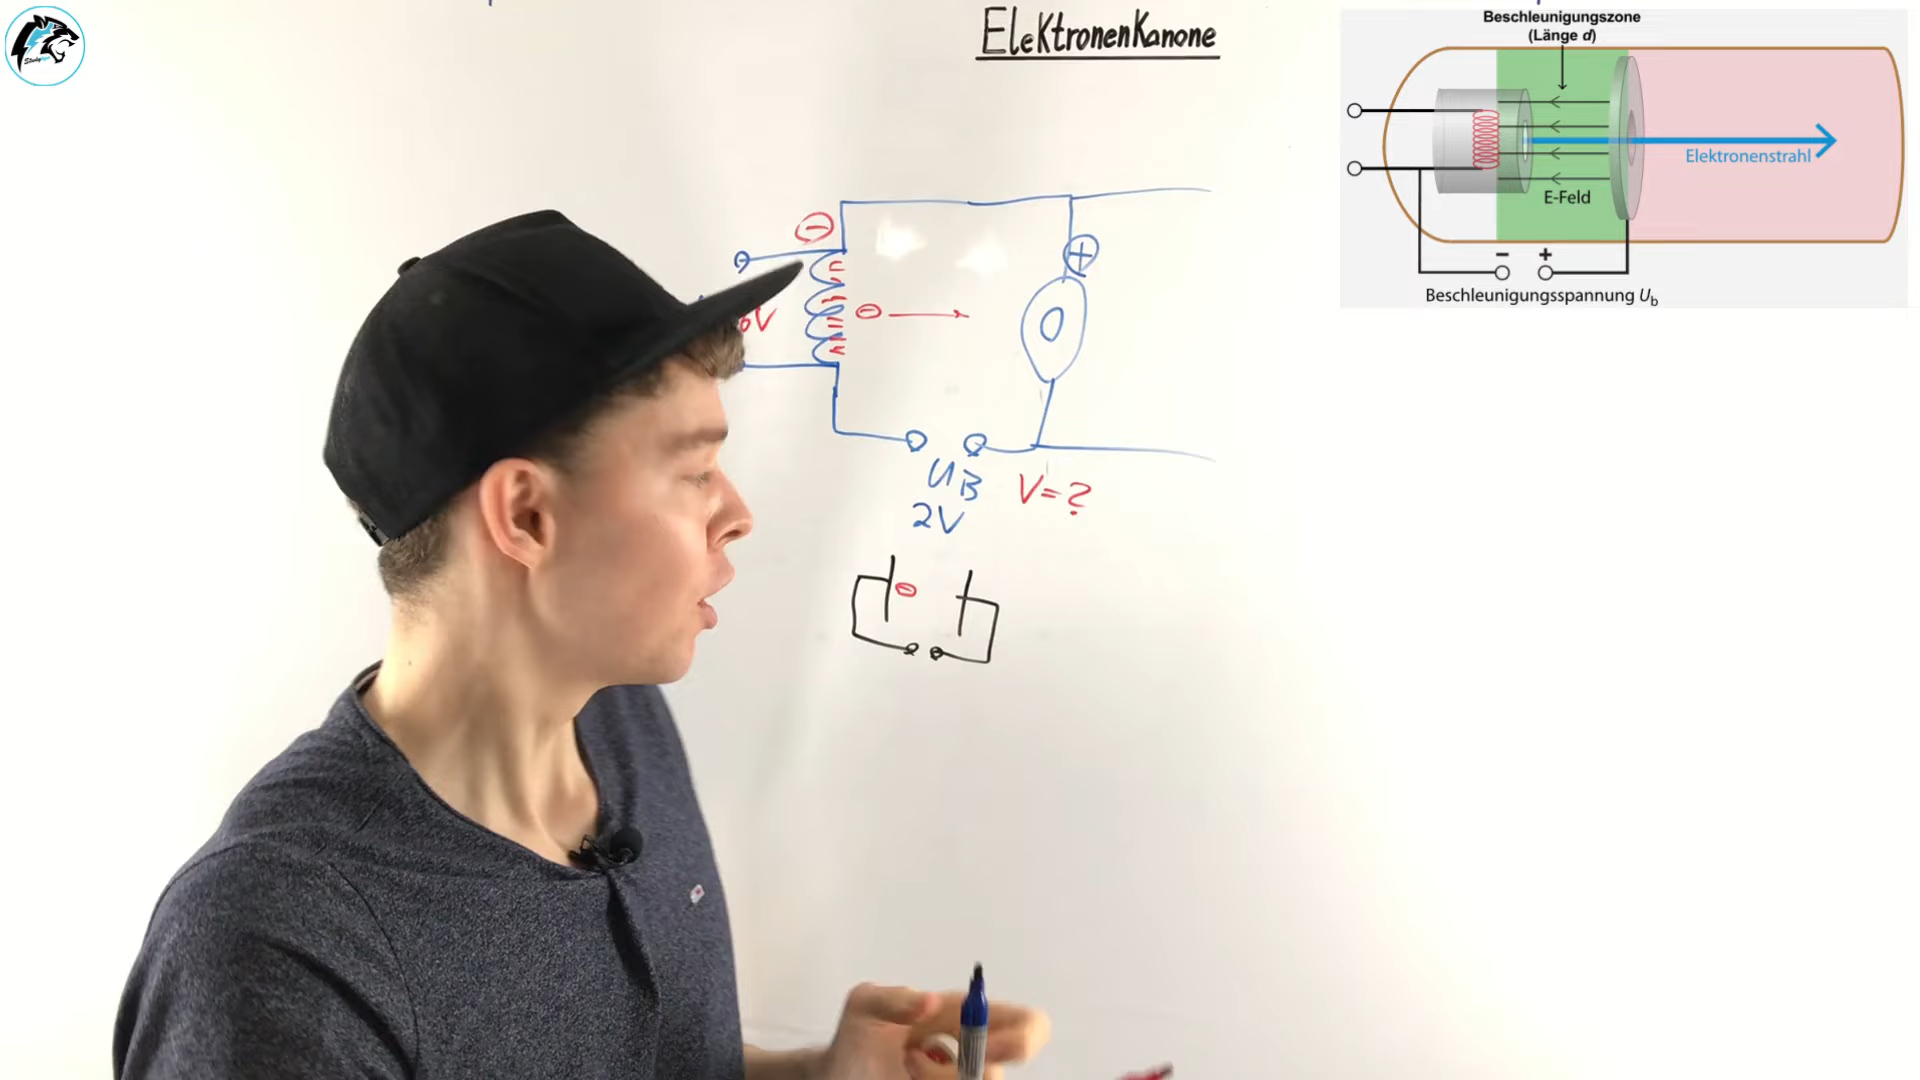 ElektronenKanone
Beschleunigungszone
(Länge d)
Elektronenstrahl
E-Feld
− +
Beschleunigungsspannung Ub
−
+
−
V
UB
2V
V=?
−